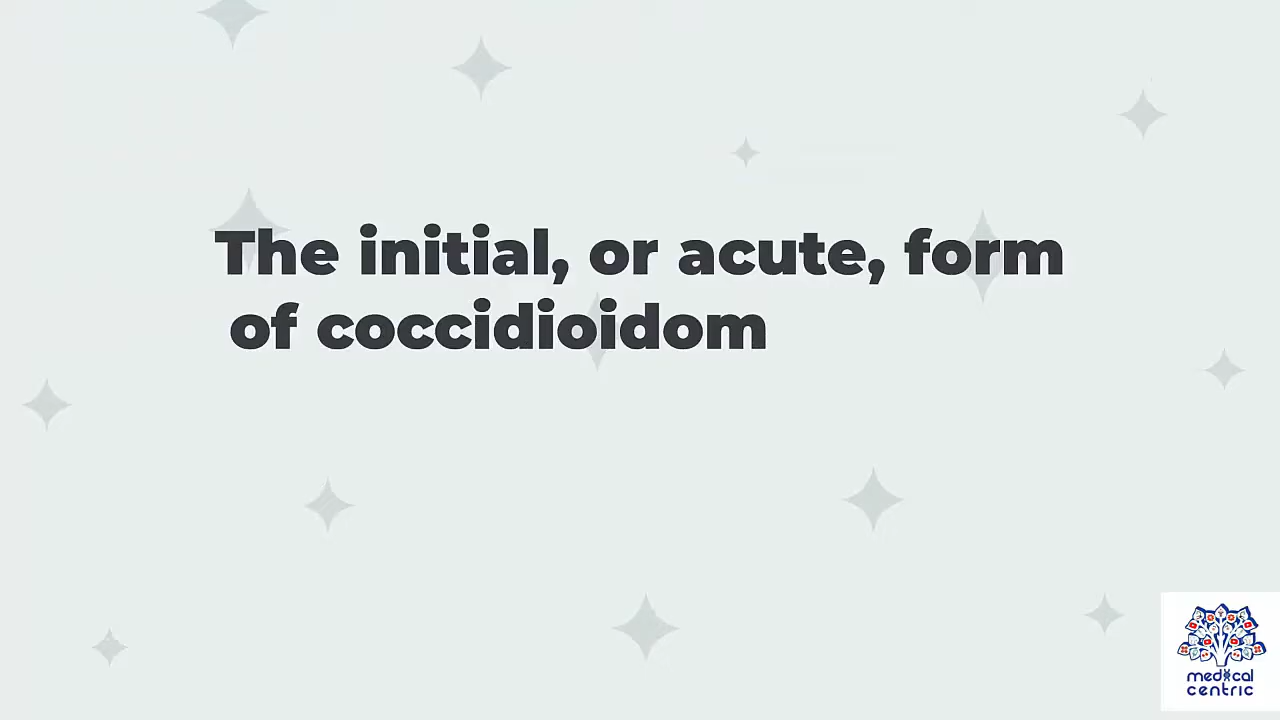 The initial, or acute, form
of coccidioidom
medical
centric